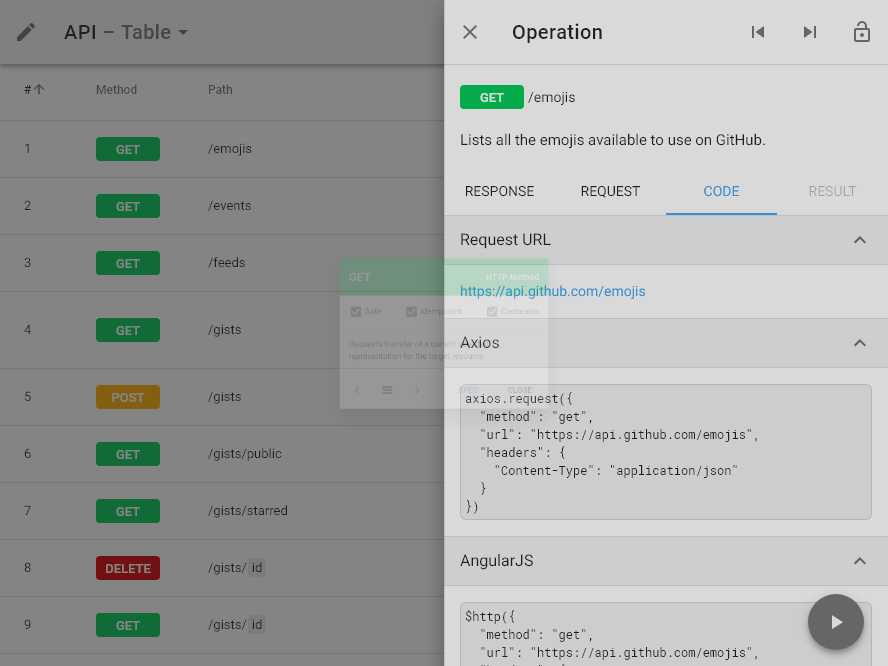 API – Table
Operation
# Method Path
1 GET /emojis
2 GET /events
3 GET /feeds
4 GET /gists
5 POST /gists
6 GET /gists/public
7 GET /gists/starred
8 DELETE /gists/ id
9 GET /gists/ id
GET /emojis
Lists all the emojis available to use on GitHub.
RESPONSE REQUEST CODE RESULT
Request URL
https://api.github.com/emojis
Axios
axios.request({
"method": "get",
"url": "https://api.github.com/emojis",
"headers": {
"Content-Type": "application/json"
}
})
AngularJS
$http({
"method": "get",
"url": "https://api.github.com/emojis",
GET HTTP Method
Safe Idempotent Cacheable
Requests transfer of a current
representation for the target resource.
SPEC CLOSE